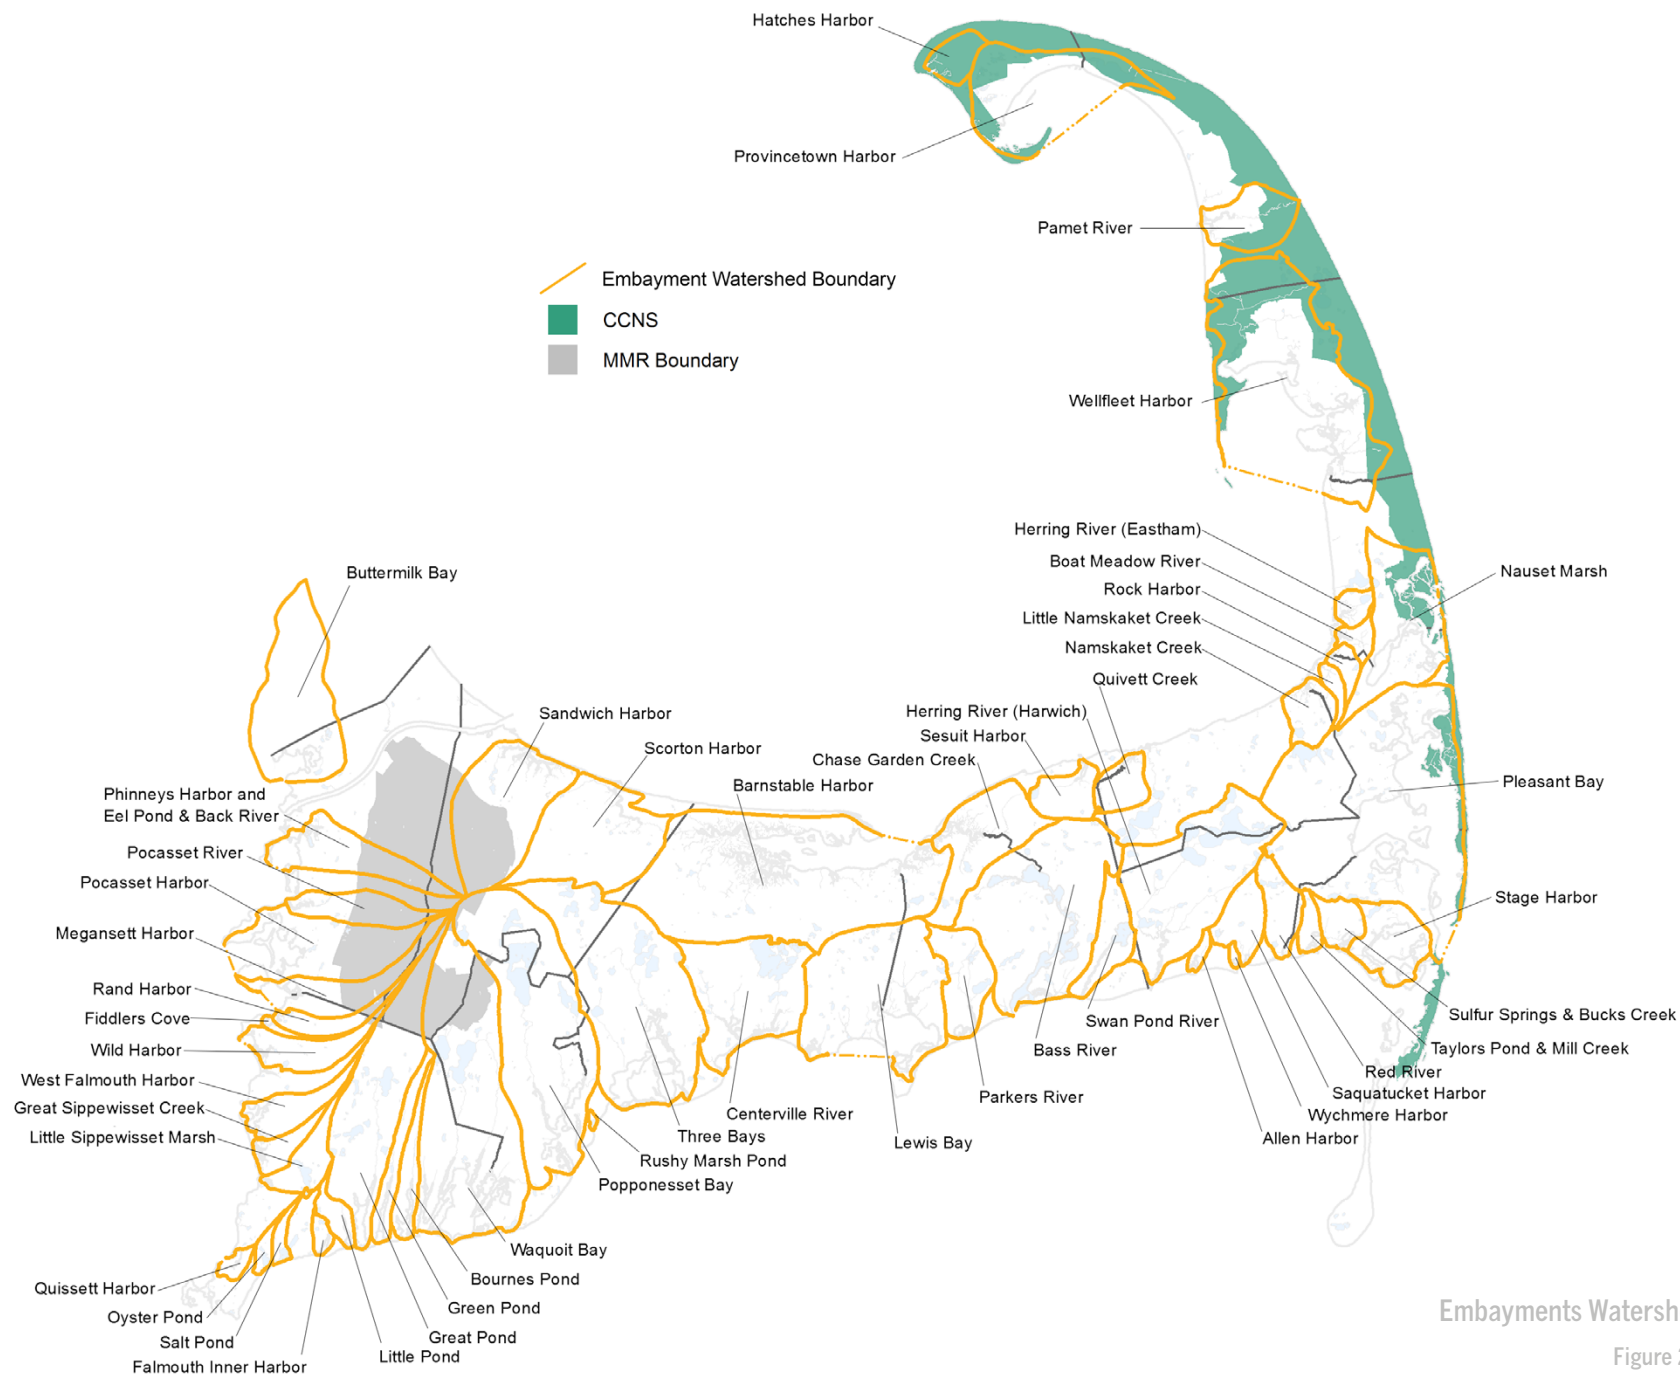 Hatches Harbor
Provincetown Harbor
Pamet River
Embayment Watershed Boundary
CCNS
MMR Boundary
Wellfleet Harbor
Herring River (Eastham)
Boat Meadow River
Rock Harbor
Little Namskaket Creek
Namskaket Creek
Quivett Creek
Nauset Marsh
Buttermilk Bay
Herring River (Harwich)
Sesuit Harbor
Chase Garden Creek
Sandwich Harbor
Scorton Harbor
Barnstable Harbor
Pleasant Bay
Phinneys Harbor and
Eel Pond & Back River
Pocasset River
Pocasset Harbor
Megansett Harbor
Rand Harbor
Fiddlers Cove
Wild Harbor
West Falmouth Harbor
Great Sippewisset Creek
Little Sippewisset Marsh
Stage Harbor
Sulfur Springs & Bucks Creek
Taylors Pond & Mill Creek
Red River
Saquatucket Harbor
Wychmere Harbor
Allen Harbor
Swan Pond River
Bass River
Parkers River
Lewis Bay
Centerville River
Three Bays
Rushy Marsh Pond
Popponesset Bay
Waquoit Bay
Bournes Pond
Green Pond
Great Pond
Little Pond
Quissett Harbor
Oyster Pond
Salt Pond
Falmouth Inner Harbor
Embayments Watersh
Figure